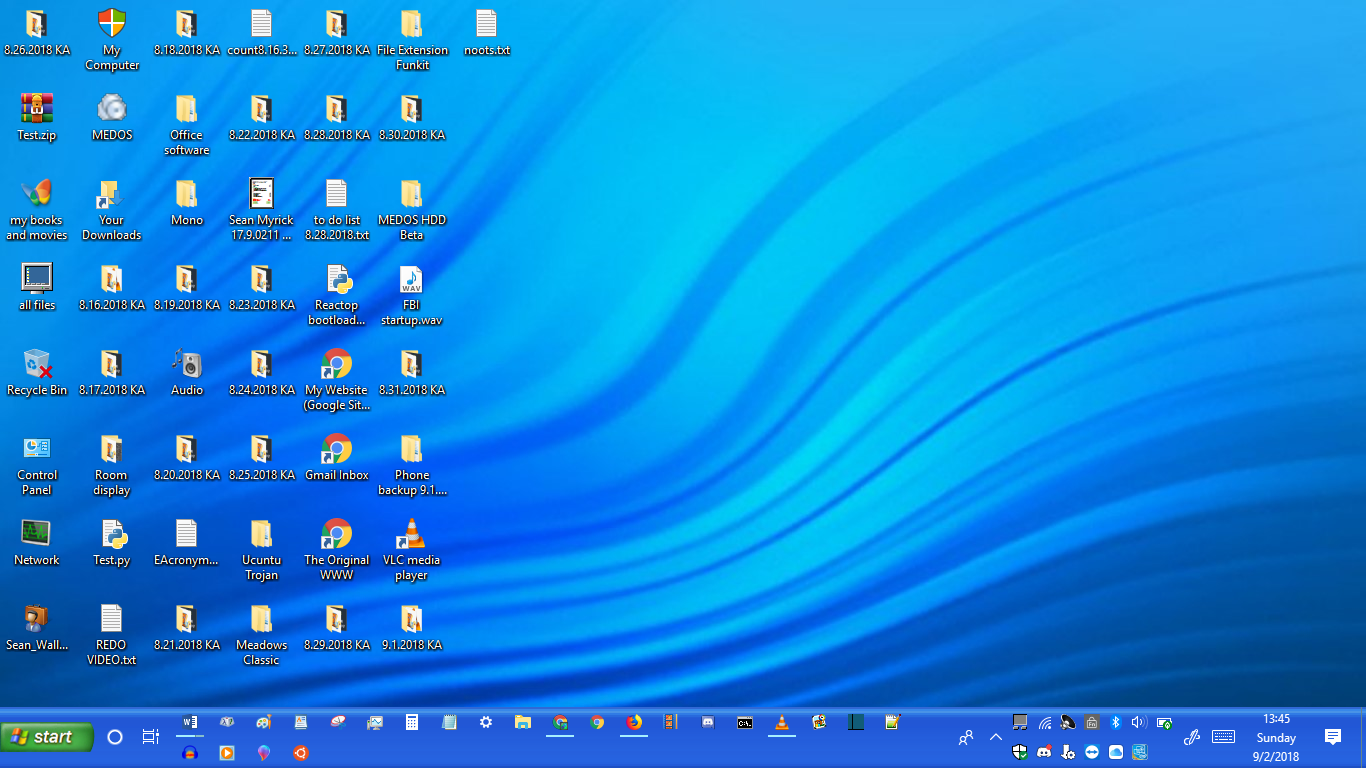 8.26.2018 KA
My
Computer
8.18.2018 KA
count8.16.3...
8.27.2018 KA
File Extension
Funkit
noots.txt
Test.zip
MEDOS
Office
software
8.22.2018 KA
8.28.2018 KA
8.30.2018 KA
my books
and movies
Your
Downloads
Mono
Sean Myrick
17.9.0211 ...
to do list
8.28.2018.txt
MEDOS HDD
Beta
all files
8.16.2018 KA
8.19.2018 KA
8.23.2018 KA
Reactop
bootload...
WAV
FBI
startup.wav
Recycle Bin
8.17.2018 KA
Audio
8.24.2018 KA
My Website
(Google Sit...
8.31.2018 KA
Control
Panel
Room
display
8.20.2018 KA
8.25.2018 KA
Gmail Inbox
Phone
backup 9.1....
Network
Test.py
EAcronym...
Ucuntu
Trojan
The Original
WWW
VLC media
player
Sean_Wall...
REDO
VIDEO.txt
8.21.2018 KA
Meadows
Classic
8.29.2018 KA
9.1.2018 KA
start
13:45
Sunday
9/2/2018